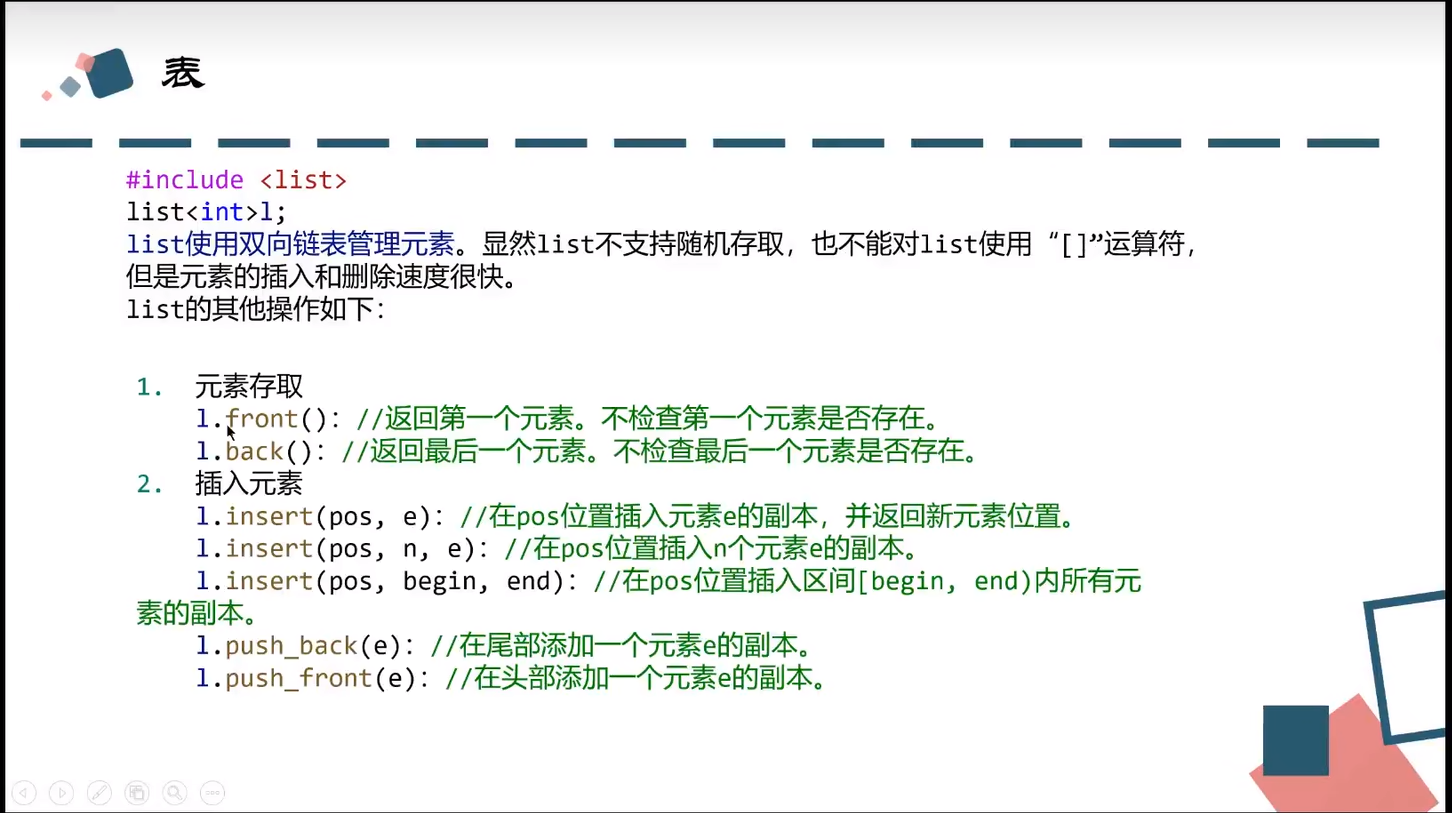 表
#include <list>
list<int>l;
list使用双向链表管理元素。显然list不支持随机存取，也不能对list使用“[]”运算符，
但是元素的插入和删除速度很快。
list的其他操作如下：
1. 元素存取
l.front()：//返回第一个元素。不检查第一个元素是否存在。
l.back()：//返回最后一个元素。不检查最后一个元素是否存在。
2. 插入元素
l.insert(pos, e)：//在pos位置插入元素e的副本，并返回新元素位置。
l.insert(pos, n, e)：//在pos位置插入n个元素e的副本。
l.insert(pos, begin, end)：//在pos位置插入区间[begin, end)内所有元
素的副本。
l.push_back(e)：//在尾部添加一个元素e的副本。
l.push_front(e)：//在头部添加一个元素e的副本。